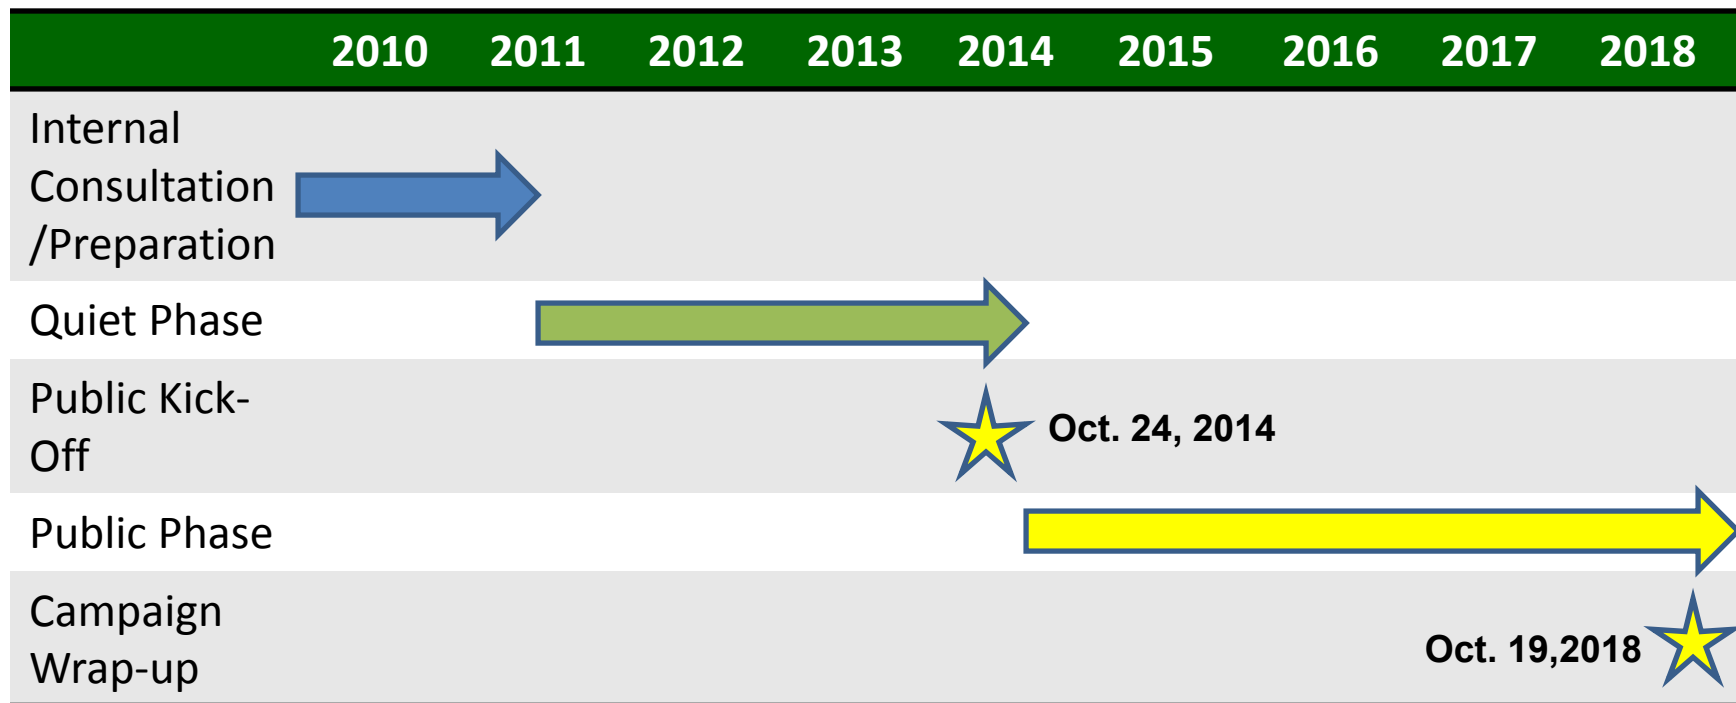 2010 2011 2012 2013 2014 2015 2016 2017 2018
Internal
Consultation
/Preparation
Quiet Phase
Public Kick-
Off
Oct. 24, 2014
Public Phase
Campaign
Wrap-up
Oct. 19,2018